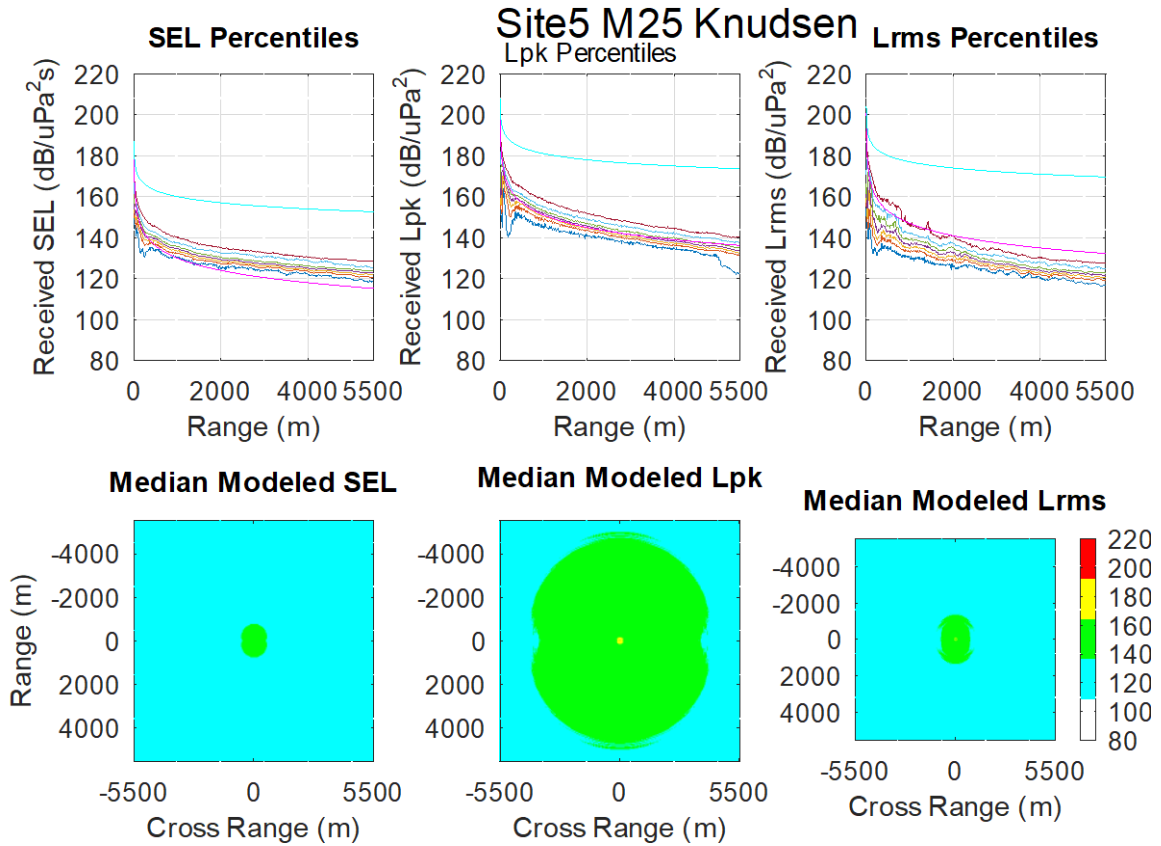 Site5 M25 Knudsen
SEL Percentiles
Lpk Percentiles
Lrms Percentiles
Received SEL (dB/uPa²s)
220
200
180
160
140
120
100
80
0 2000 4000 5500
Range (m)
Received Lpk (dB/uPa²)
220
200
180
160
140
120
100
80
0 2000 4000 5500
Range (m)
Received Lrms (dB/uPa²)
220
200
180
160
140
120
100
80
0 2000 4000 5500
Range (m)
Median Modeled SEL
Range (m)
-4000
-2000
0
2000
4000
-5500 0 5500
Cross Range (m)
Median Modeled Lpk
-4000
-2000
0
2000
4000
-5500 0 5500
Cross Range (m)
Median Modeled Lrms
-4000
-2000
0
2000
4000
-5500 0 5500
Cross Range (m)
220
200
180
160
140
120
100
80